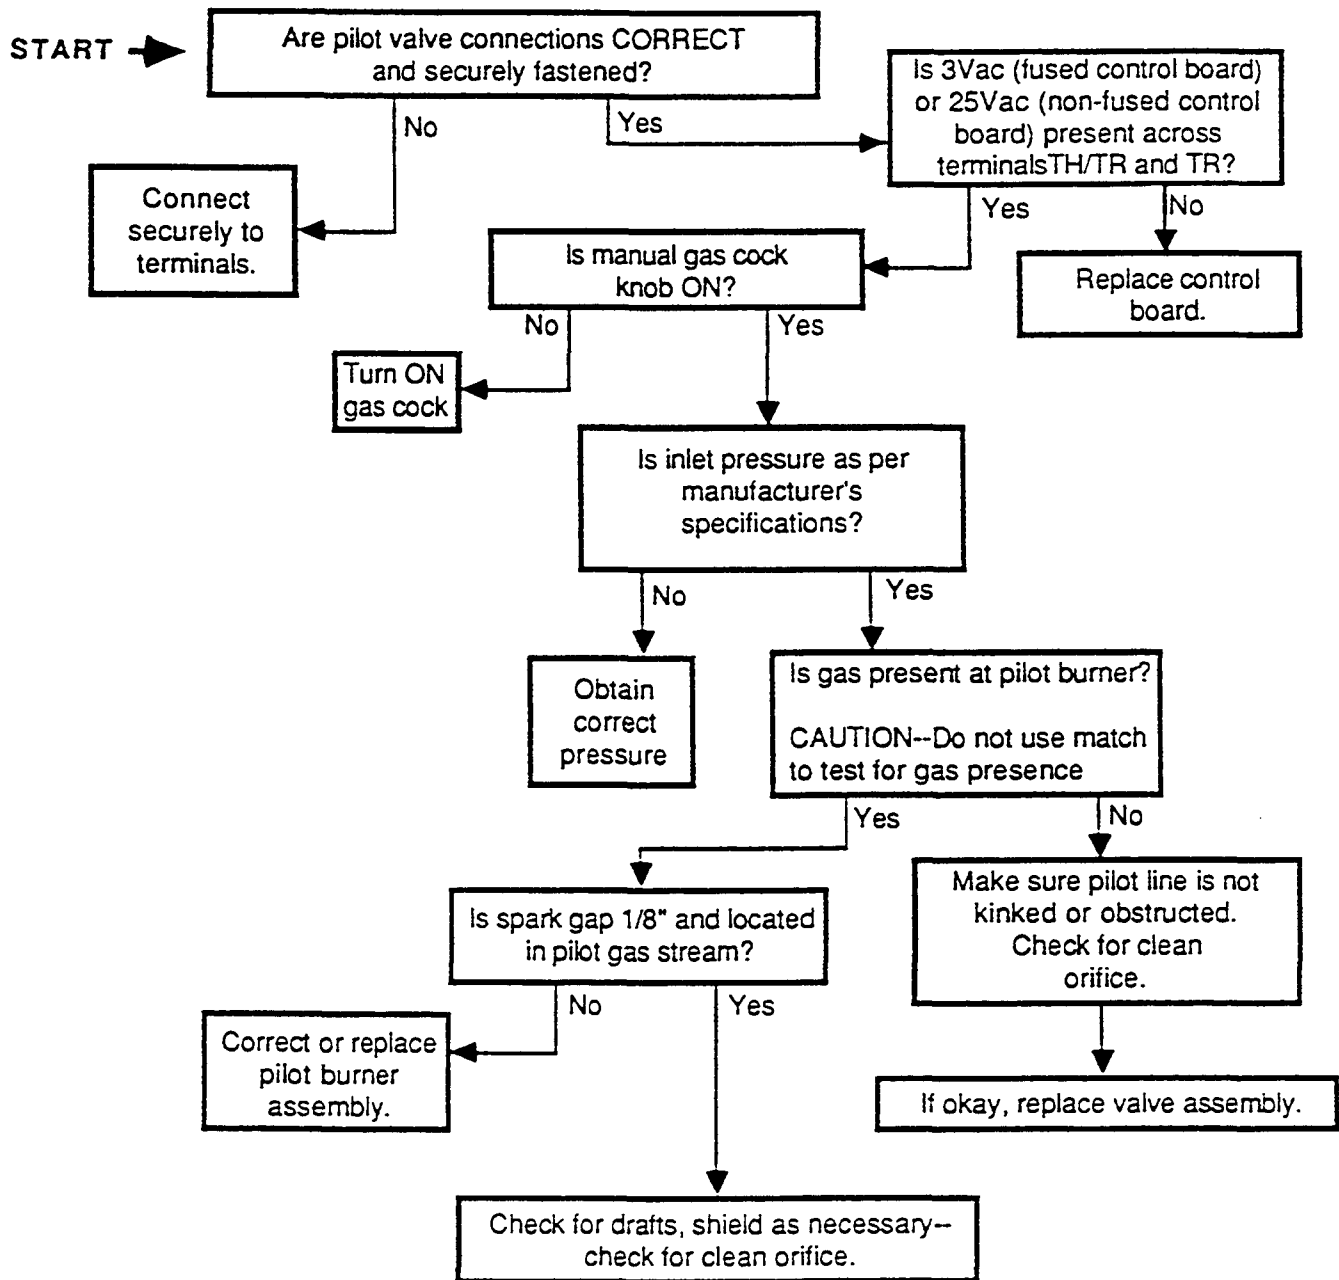 START
Are pilot valve connections CORRECT
and securely fastened?
No
Yes
Is 3Vac (fused control board)
or 25Vac (non-fused control
board) present across
terminalsTH/TR and TR?
Connect
securely to
terminals.
Yes
No
Is manual gas cock
knob ON?
Replace control
board.
No
Yes
Turn ON
gas cock
Is inlet pressure as per
manufacturer's
specifications?
No
Yes
Obtain
correct
pressure
Is gas present at pilot burner?
CAUTION--Do not use match
to test for gas presence
Yes
No
Is spark gap 1/8" and located
in pilot gas stream?
Make sure pilot line is not
kinked or obstructed.
Check for clean
orifice.
No
Yes
Correct or replace
pilot burner
assembly.
If okay, replace valve assembly.
Check for drafts, shield as necessary--
check for clean orifice.